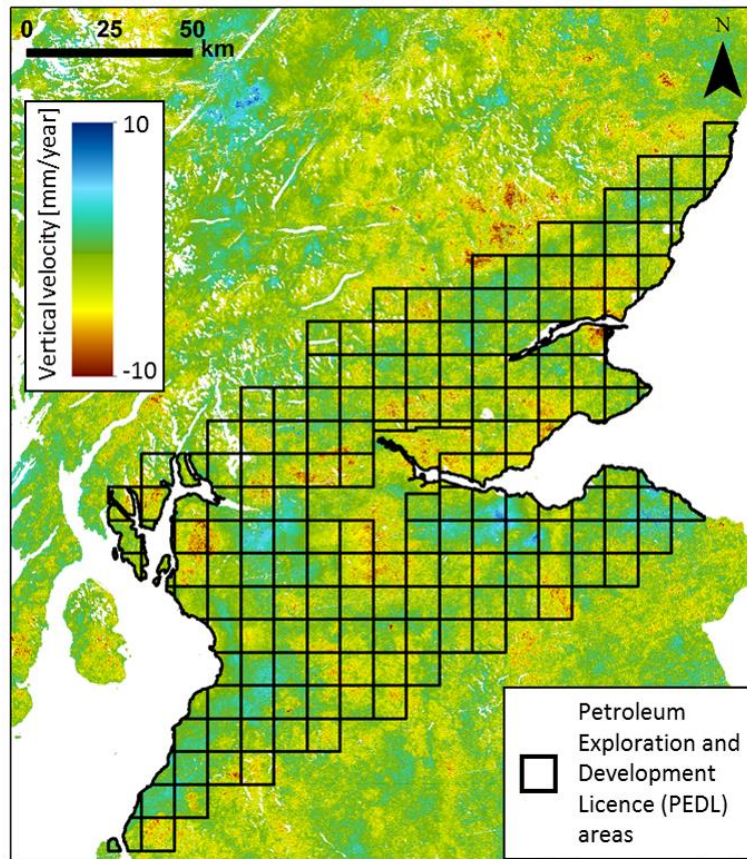 0 25 50
km
N
10
Vertical velocity [mm/year]
-10
Petroleum
Exploration and
Development
Licence (PEDL)
areas